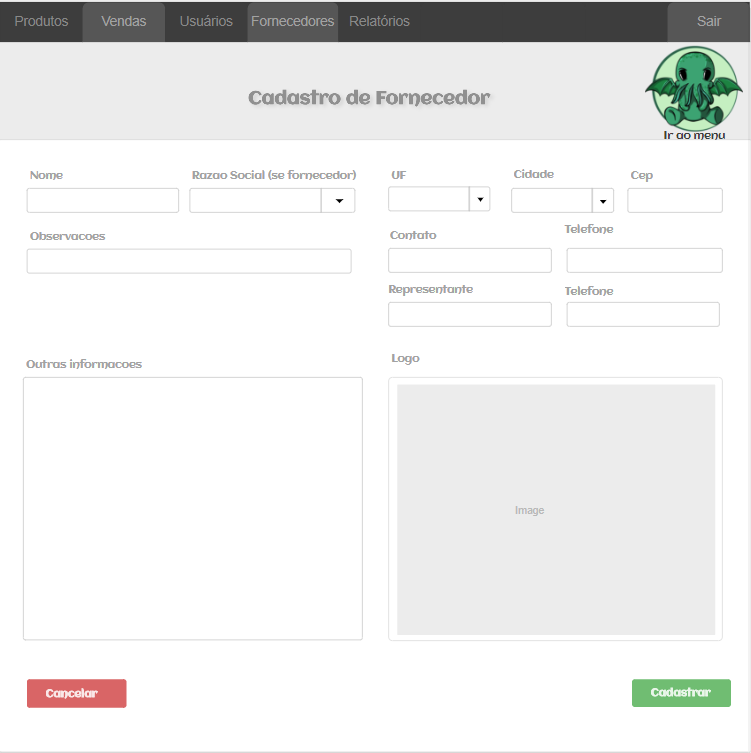 Produtos Vendas Usuários Fornecedores Relatórios Sair
Cadastro de Fornecedor
Ir ao menu
Nome Razao Social (se fornecedor) UF Cidade Cep
Observacoes Contato Telefone
Representante Telefone
Outras informacoes Logo
Image
Cancelar Cadastrar